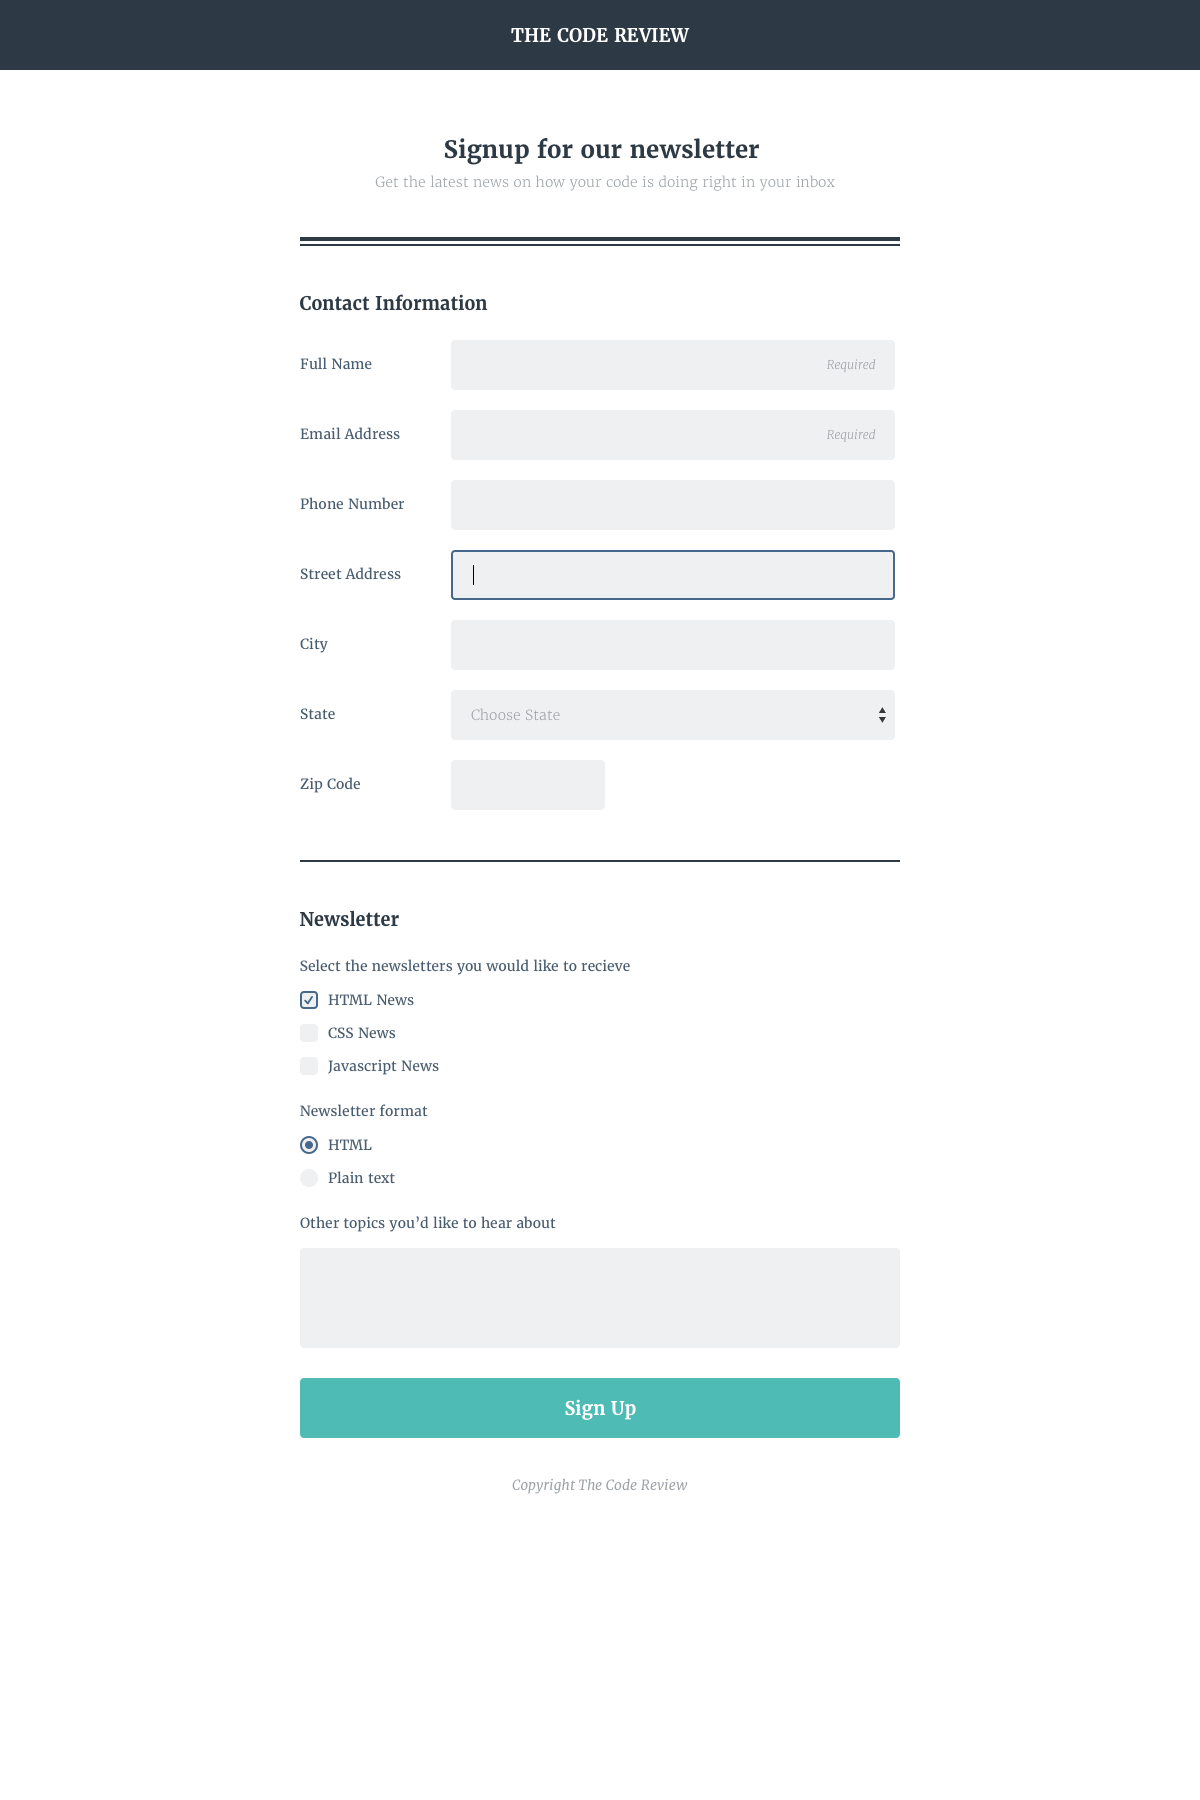 THE CODE REVIEW
Signup for our newsletter
Get the latest news on how your code is doing right in your inbox
Contact Information
Full Name
Required
Email Address
Required
Phone Number
Street Address
City
State
Choose State
Zip Code
Newsletter
Select the newsletters you would like to recieve
HTML News
CSS News
Javascript News
Newsletter format
HTML
Plain text
Other topics you’d like to hear about
Sign Up
Copyright The Code Review